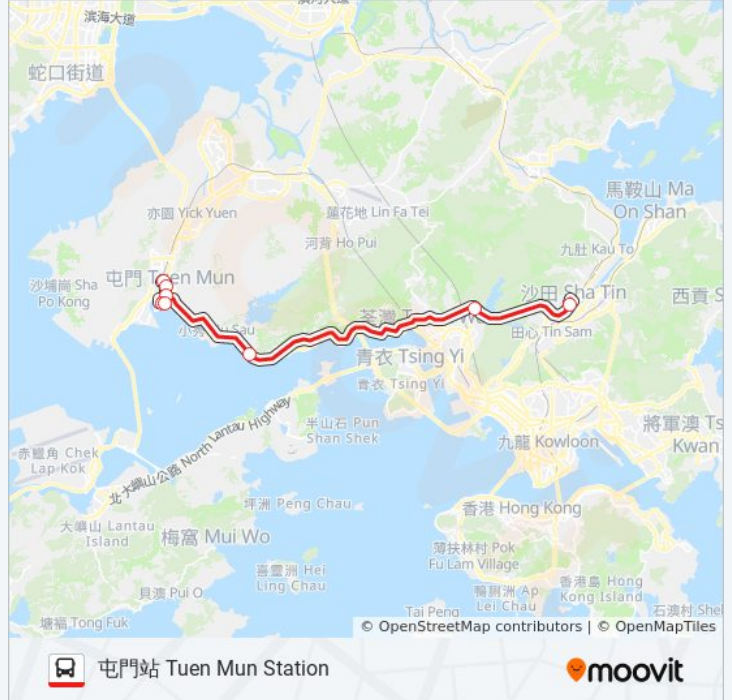 滨海大道
蛇口街道
亦園 Yick Yuen
蓮花地 Lin Fa Tei
馬鞍山 Ma
On Shan
河背 Ho Pui
九肚 Kau To
屯門 Tuen Mun
沙埔崗 Sha
Po Kong
沙田 Sha Tin
西貢 S
荃灣
田心 Tin Sam
青衣 Tsing Yi
青衣 Tsing Yi
北大嶼山公路 North Lantau Highway
半山石 Pun
Shan Shek
將軍澳 Ts
Kwan
九龍 Kowloon
赤鱲角 Chek
Lap Kok
坪洲 Peng Chau
香港 Hong Kong
大嶼山 Lantau
Island
梅窩 Mui Wo
薄扶林村 Pok
Fu Lam Village
喜靈洲 Hei
Ling Chau
鴨脷洲 Ap
Lei Chau
香港島 Hong
Kong Island
貝澳 Pui O
塘福 Tong Fuk
Tai Peng
石澳村 Shek
© OpenStreetMap contributors | © OpenMapTiles
屯門站 Tuen Mun Station
moovit